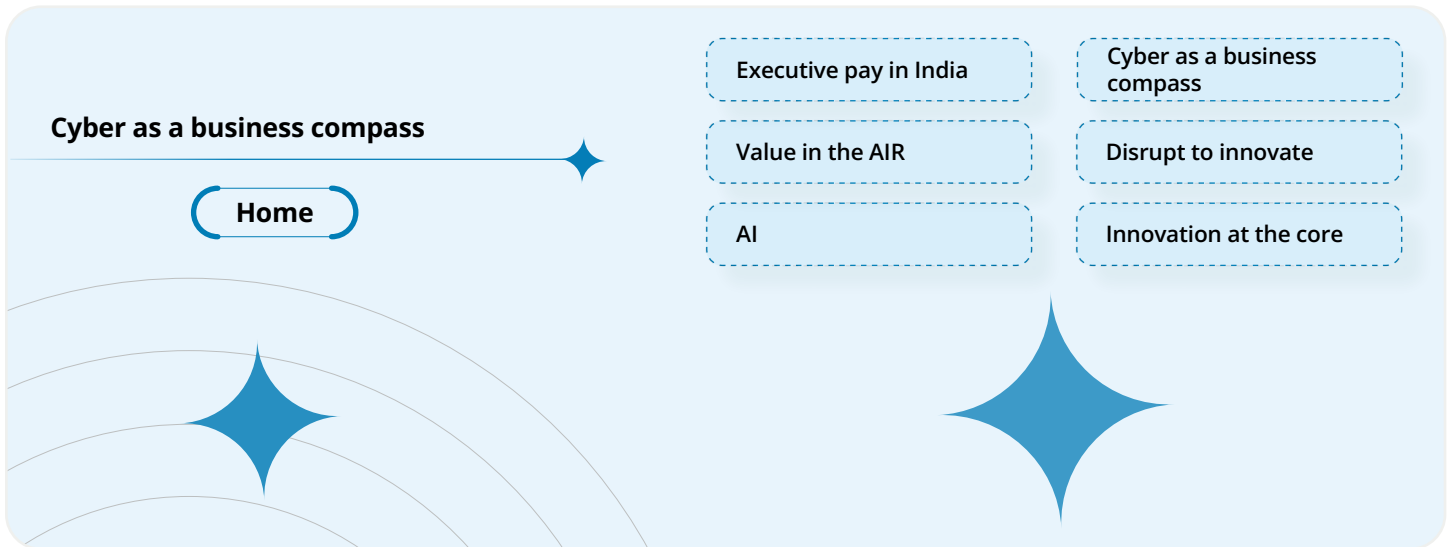 Cyber as a business compass
Home
Executive pay in India
Cyber as a business
compass
Value in the AIR
Disrupt to innovate
AI
Innovation at the core